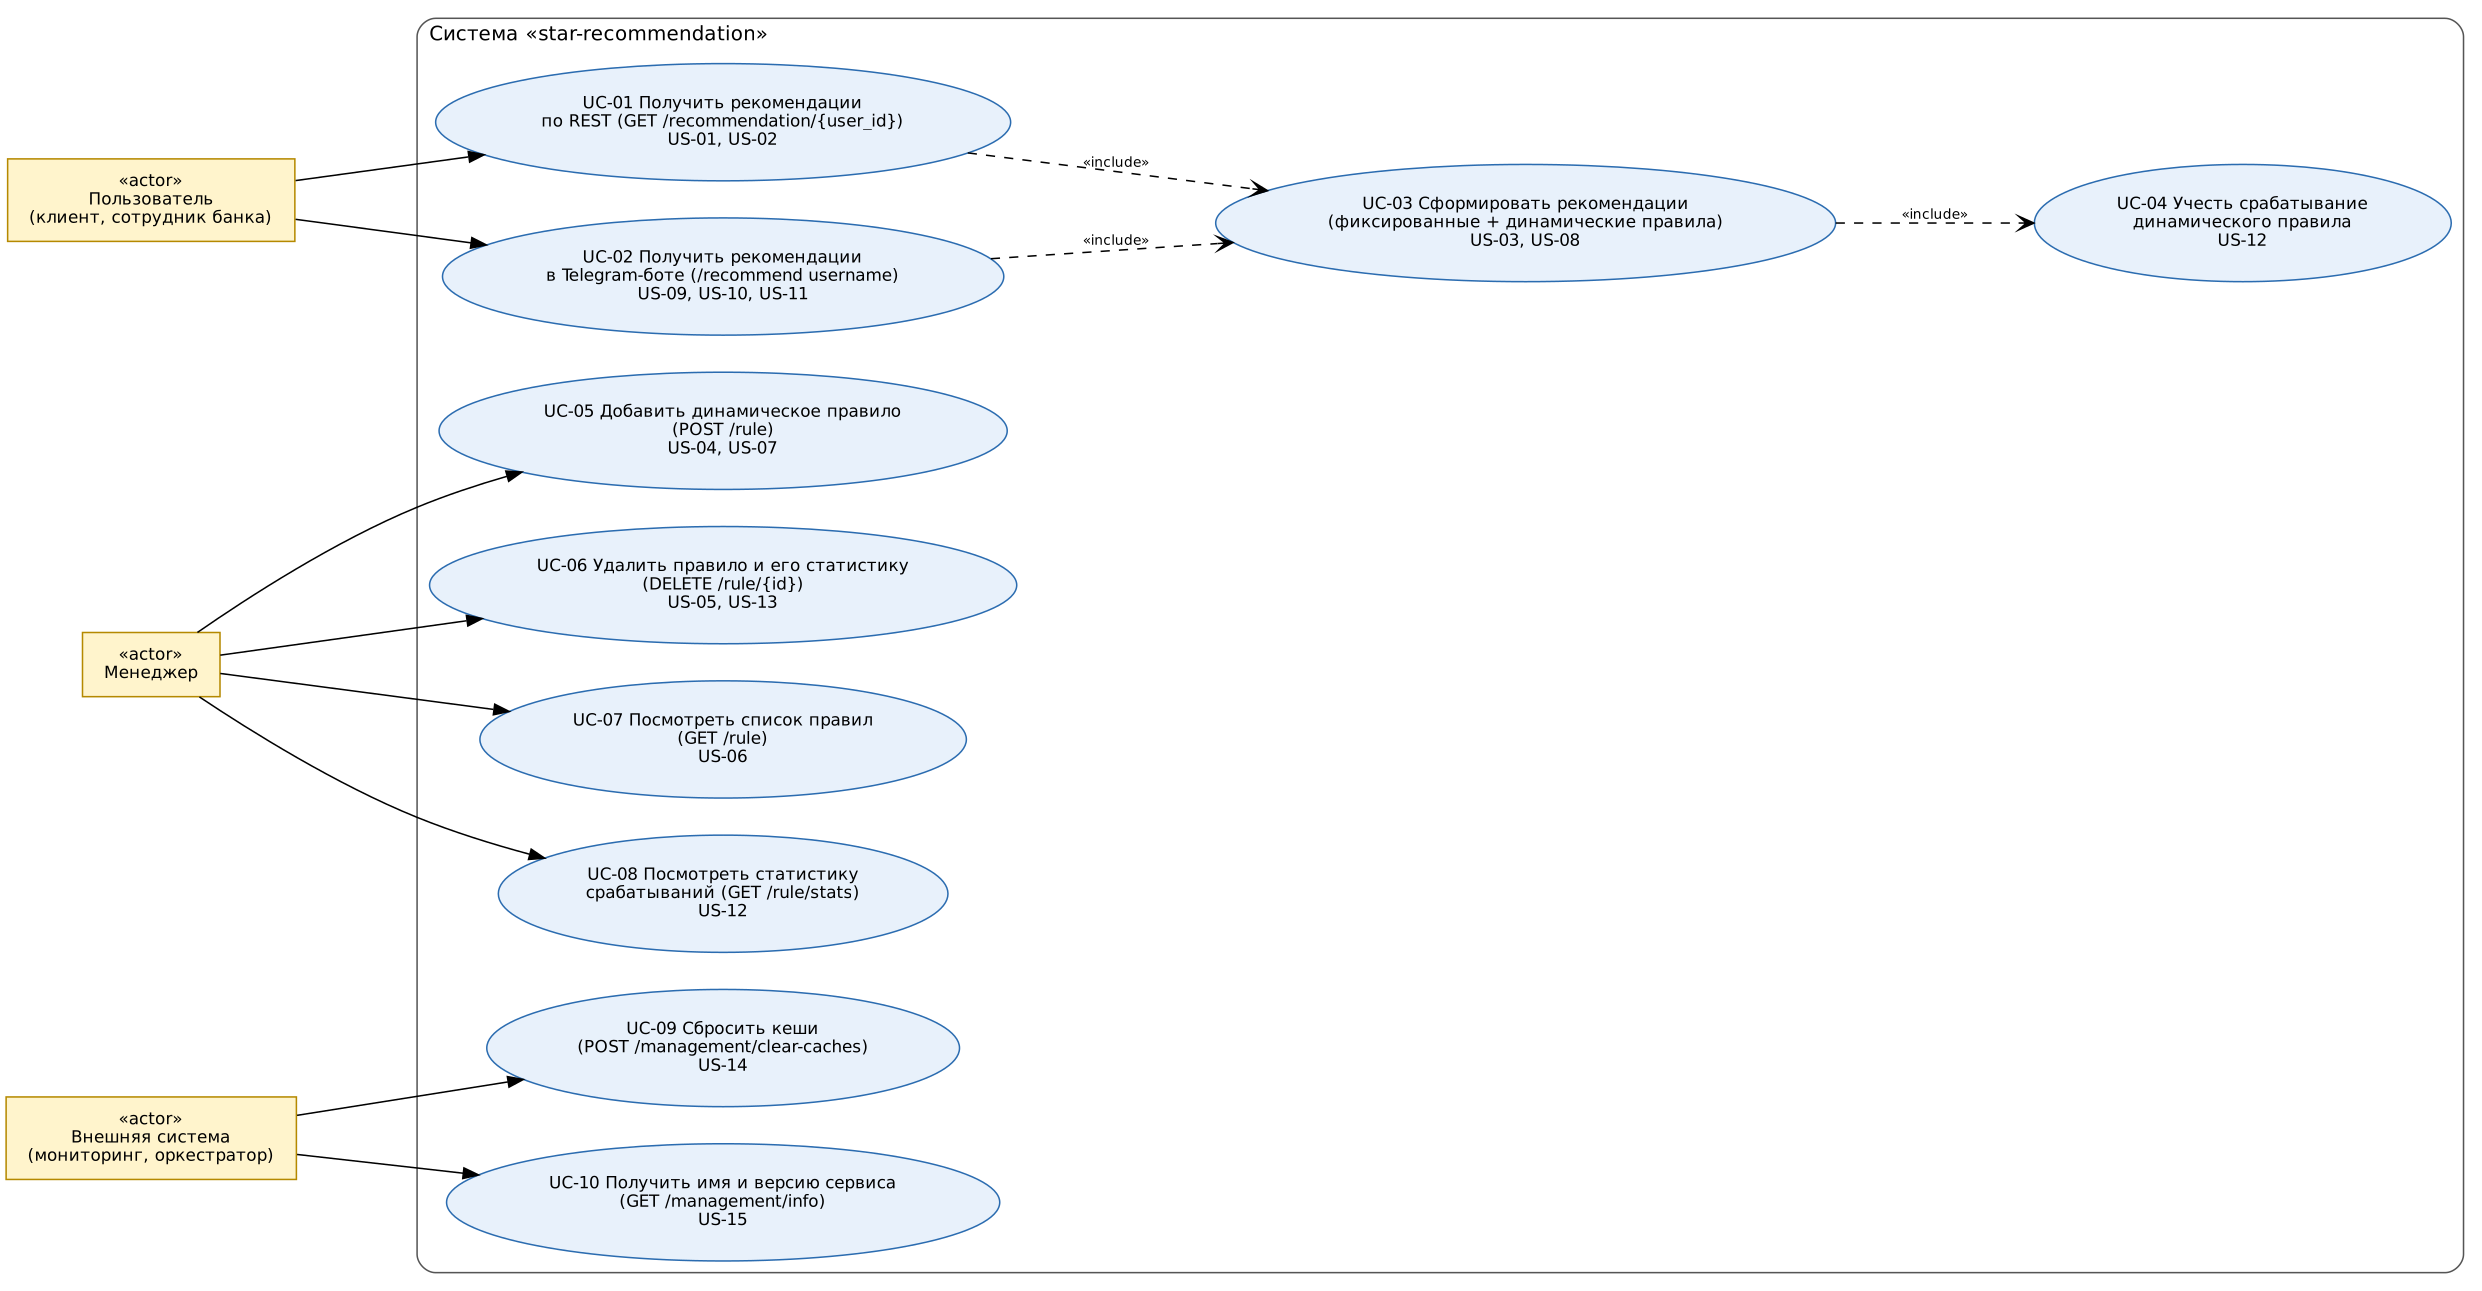 Система «star-recommendation»
«actor»
Пользователь
(клиент, сотрудник банка)
UC-01 Получить рекомендации
по REST (GET /recommendation/{user_id})
US-01, US-02
«include»
UC-02 Получить рекомендации
в Telegram-боте (/recommend username)
US-09, US-10, US-11
«include»
UC-03 Сформировать рекомендации
(фиксированные + динамические правила)
US-03, US-08
«include»
UC-04 Учесть срабатывание
динамического правила
US-12
«actor»
Менеджер
UC-05 Добавить динамическое правило
(POST /rule)
US-04, US-07
UC-06 Удалить правило и его статистику
(DELETE /rule/{id})
US-05, US-13
UC-07 Посмотреть список правил
(GET /rule)
US-06
UC-08 Посмотреть статистику
срабатываний (GET /rule/stats)
US-12
«actor»
Внешняя система
(мониторинг, оркестратор)
UC-09 Сбросить кеши
(POST /management/clear-caches)
US-14
UC-10 Получить имя и версию сервиса
(GET /management/info)
US-15